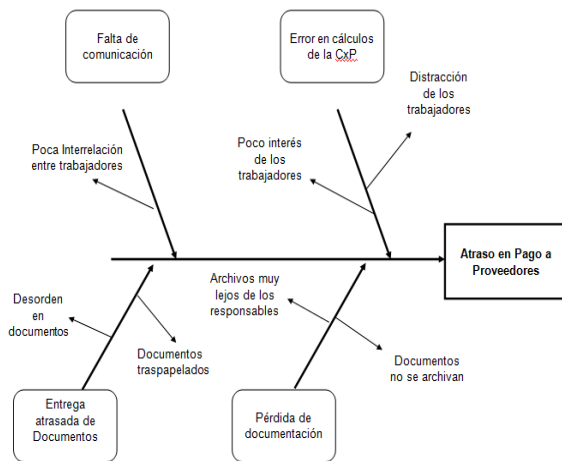 Falta de
comunicación
Error en cálculos
de la CxP
Distracción
de los
trabajadores
Poca Interrelación
entre trabajadores
Poco interés
de los
trabajadores
Atraso en Pago a
Proveedores
Desorden
en
documentos
Archivos muy
lejos de los
responsables
Documentos
traspapelados
Documentos
no se archivan
Entrega
atrasada de
Documentos
Pérdida de
documentación